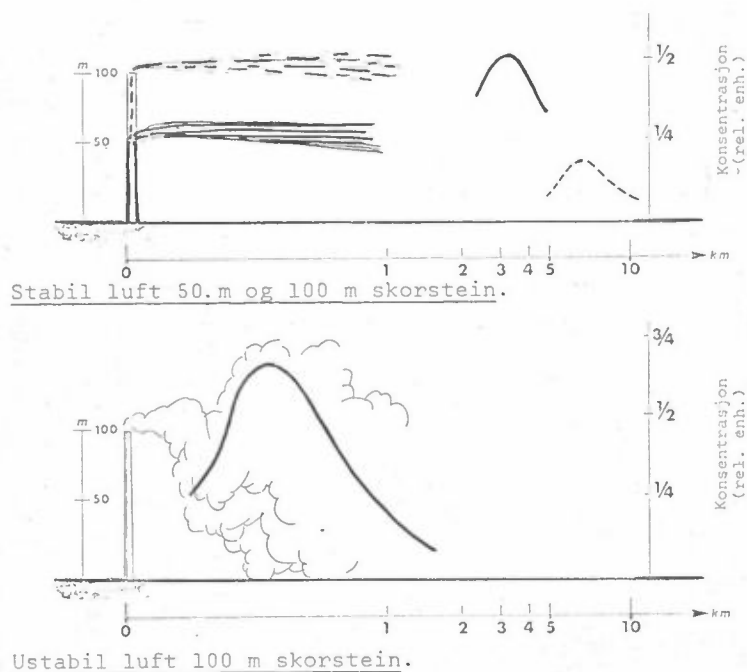 m
100
50
1/2
1/4
Konsentrasjon
-(rel. enh.)
0 1 2 3 4 5 10 km
Stabil luft 50.m og 100 m skorstein.
m
100
50
3/4
1/2
1/4
Konsentrasjon
(rel. enh.)
0 1 2 3 4 5 10 km
Ustabil luft 100 m skorstein.